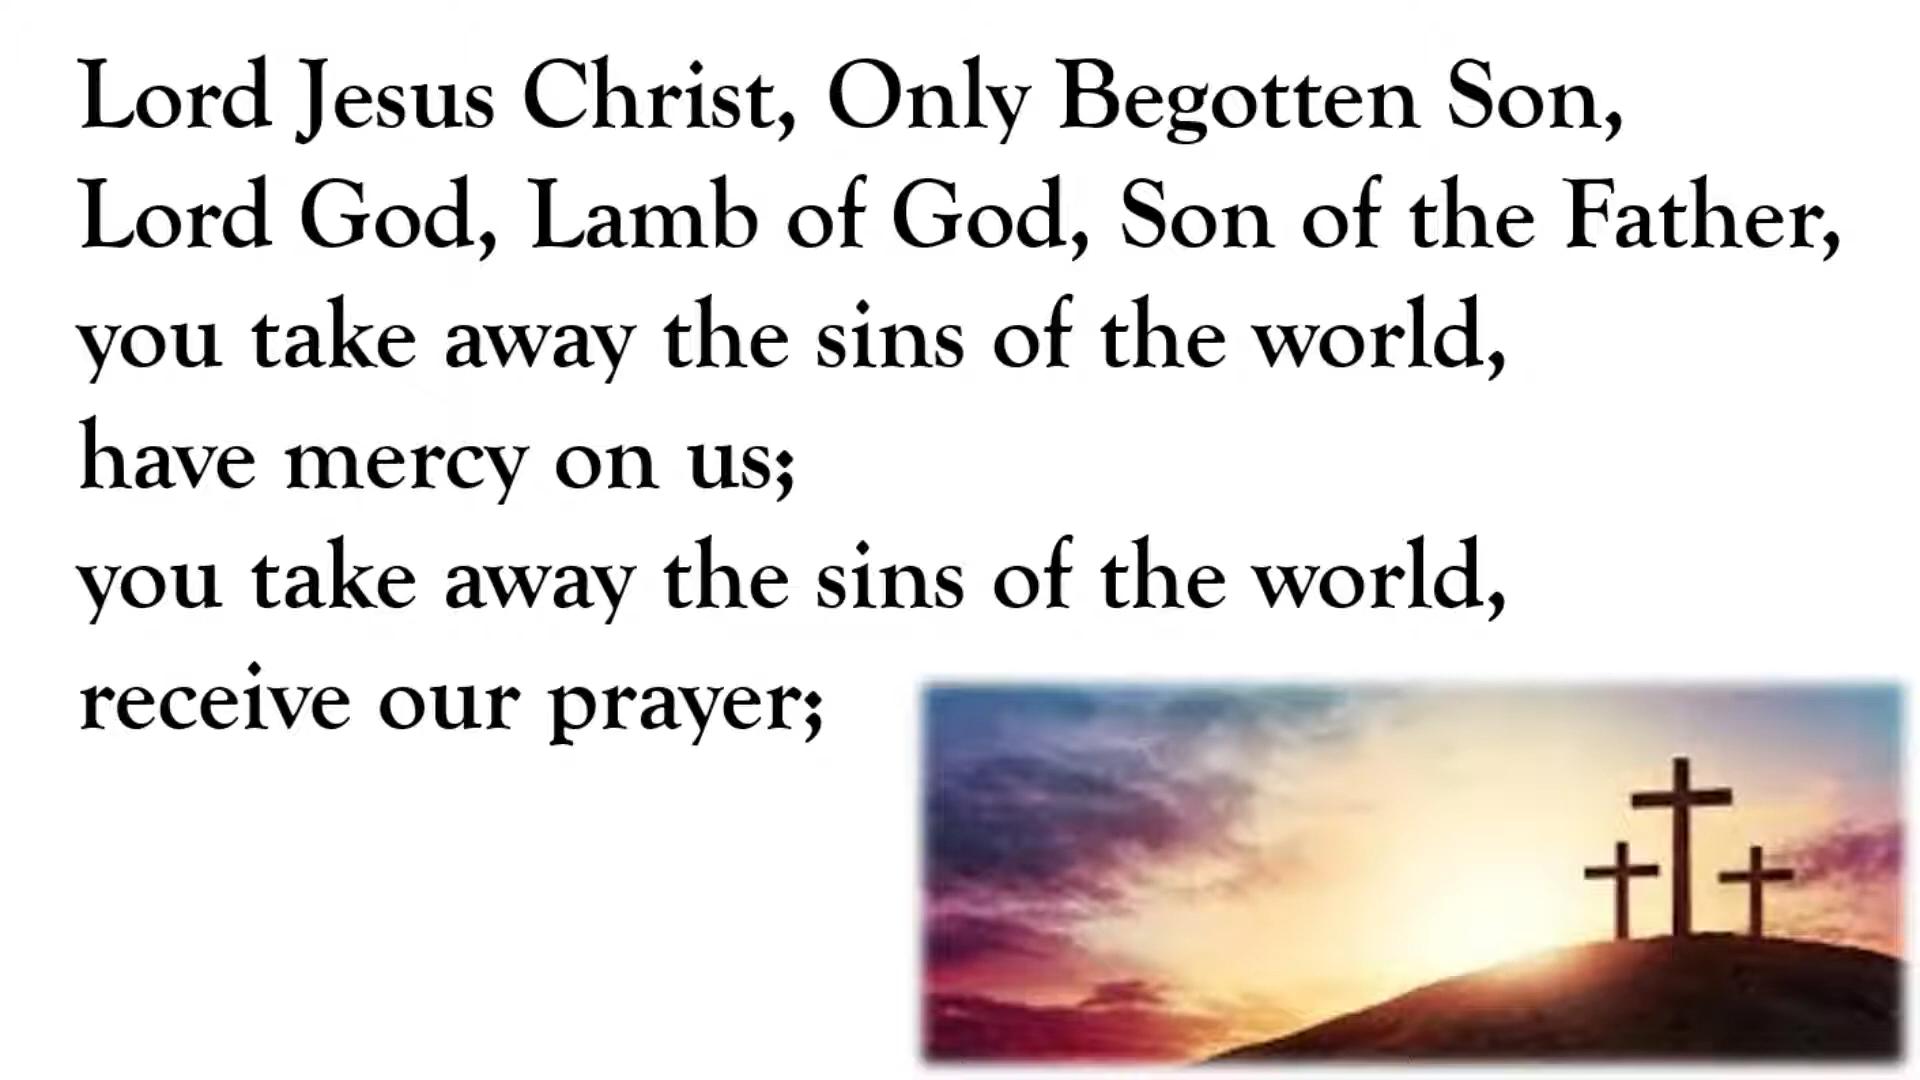 Lord Jesus Christ, Only Begotten Son,
Lord God, Lamb of God, Son of the Father,
you take away the sins of the world,
have mercy on us;
you take away the sins of the world,
receive our prayer;